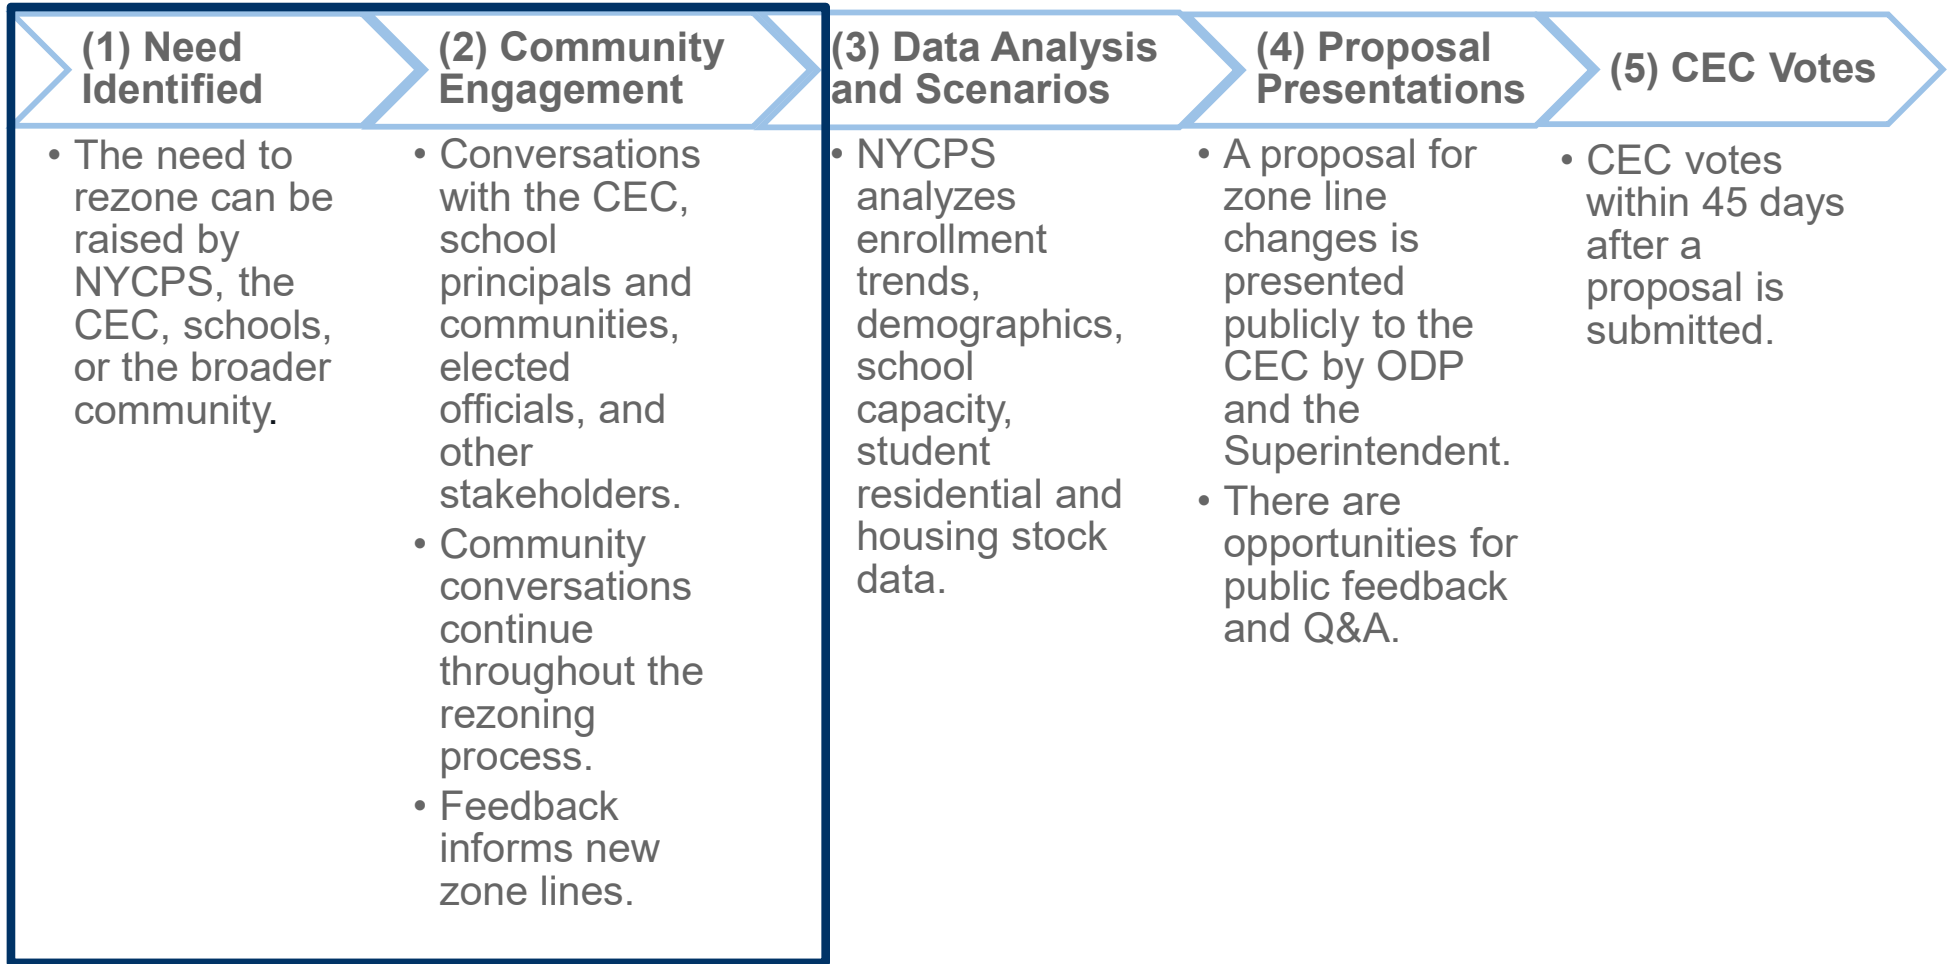 (1) Need
Identified
• The need to
rezone can be
raised by
NYCPS, the
CEC, schools,
or the broader
community.
(2) Community
Engagement
• Conversations
with the CEC,
school
principals and
communities,
elected
officials, and
other
stakeholders.
• Community
conversations
continue
throughout the
rezoning
process.
• Feedback
informs new
zone lines.
(3) Data Analysis
and Scenarios
• NYCPS
analyzes
enrollment
trends,
demographics,
school
capacity,
student
residential and
housing stock
data.
(4) Proposal
Presentations
• A proposal for
zone line
changes is
presented
publicly to the
CEC by ODP
and the
Superintendent.
• There are
opportunities for
public feedback
and Q&A.
(5) CEC Votes
• CEC votes
within 45 days
after a
proposal is
submitted.